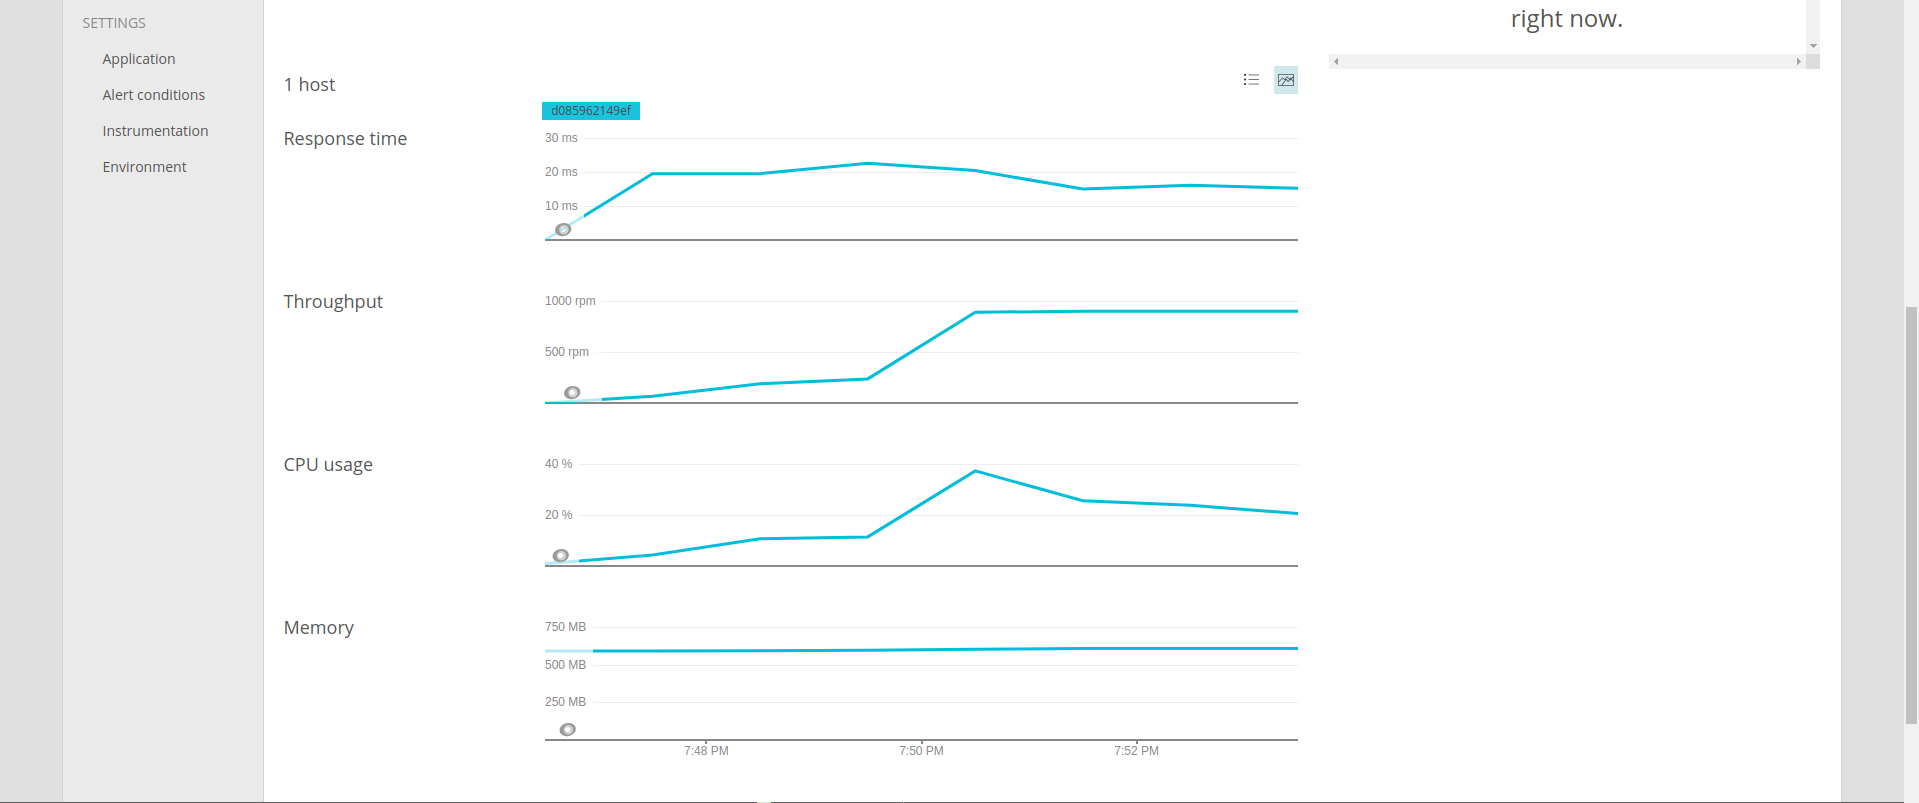 SETTINGS
Application
Alert conditions
Instrumentation
Environment
right now.
1 host
d085962149ef
Response time
30 ms
20 ms
10 ms
Throughput
1000 rpm
500 rpm
CPU usage
40 %
20 %
Memory
750 MB
500 MB
250 MB
7:48 PM 7:50 PM 7:52 PM